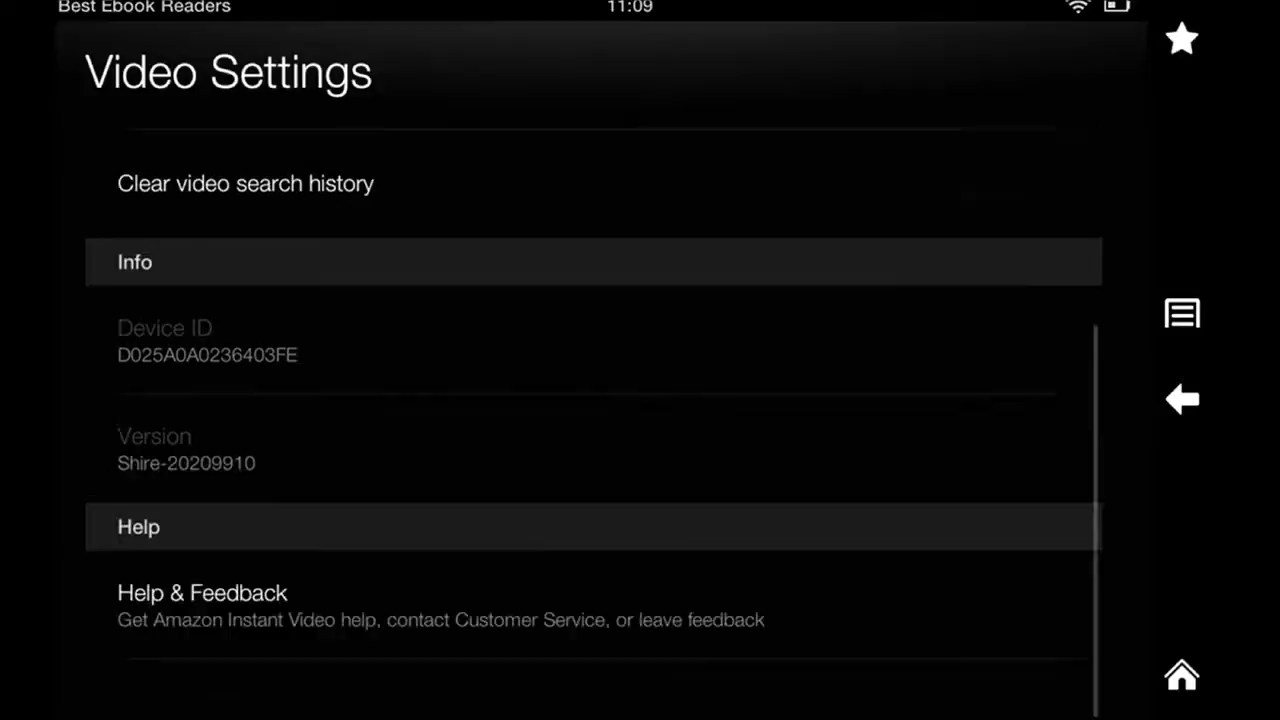 Best Ebook Readers 11:09
Video Settings
Clear video search history
Info
Device ID
D025A0A0236403FE
Version
Shire-20209910
Help
Help & Feedback
Get Amazon Instant Video help, contact Customer Service, or leave feedback